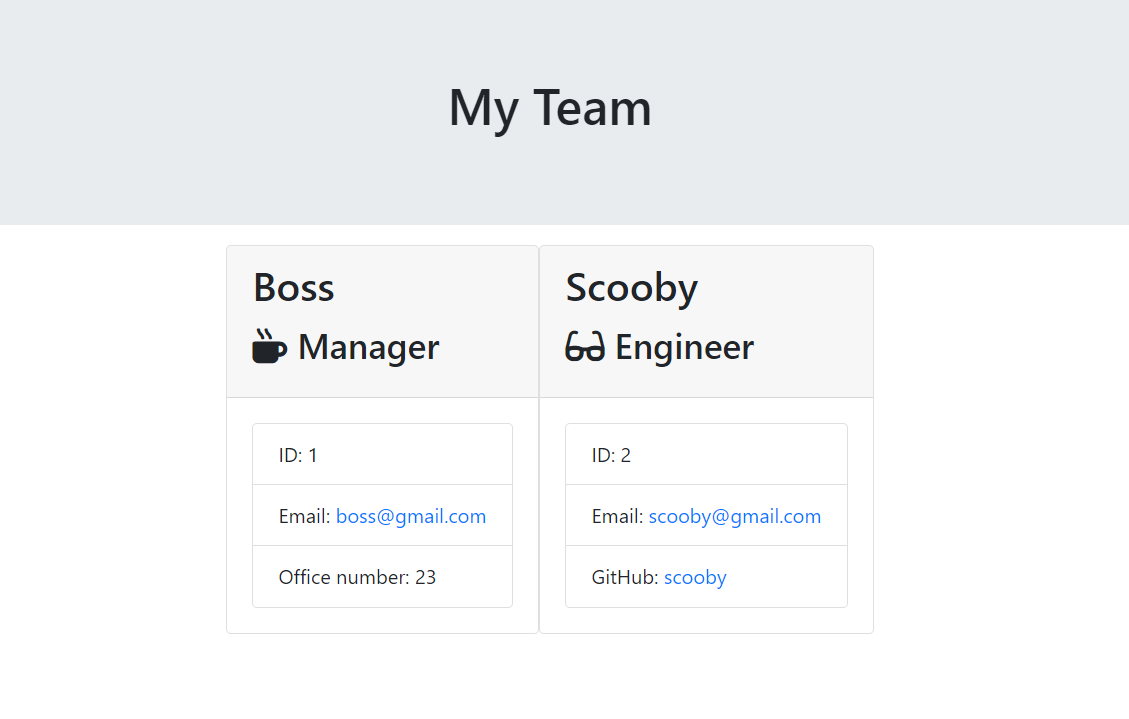 My Team
Boss
Manager
ID: 1
Email: boss@gmail.com
Office number: 23
Scooby
Engineer
ID: 2
Email: scooby@gmail.com
GitHub: scooby